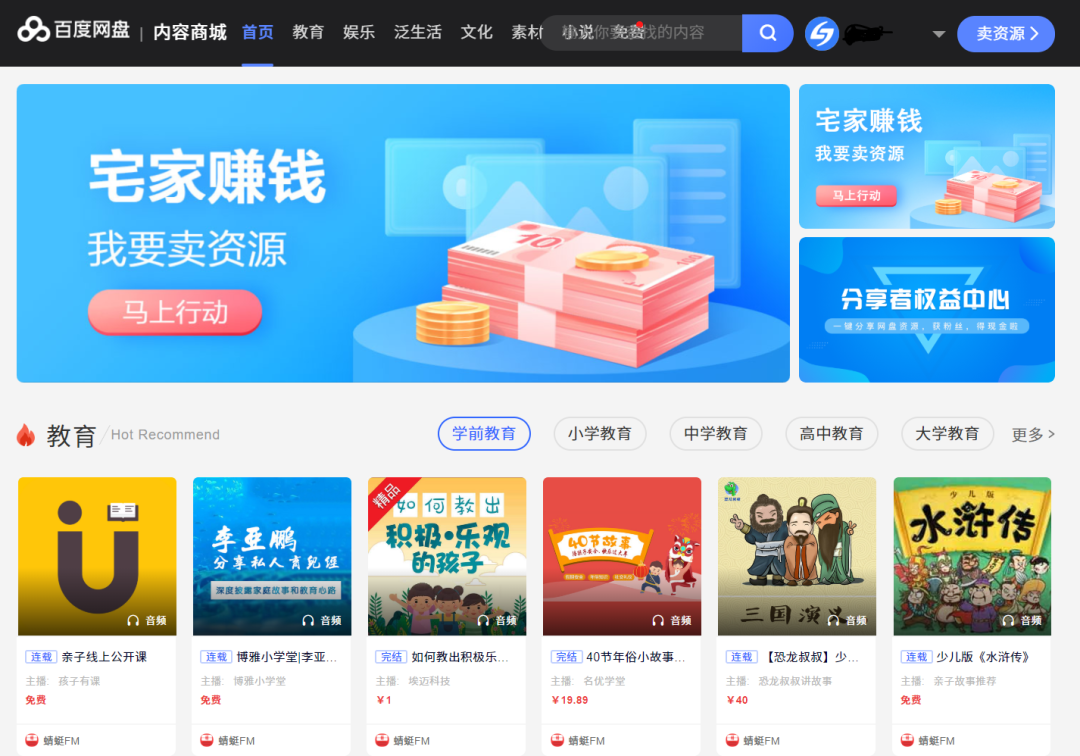 百度网盘 | 内容商城 首页 教育 娱乐 泛生活 文化 素材 小说 免费
卖资源
宅家赚钱
我要卖资源
马上行动
宅家赚钱
我要卖资源
马上行动
分享者权益中心
一键分享网盘资源，获粉丝，得现金啦
教育 / Hot Recommend 学前教育 小学教育 中学教育 高中教育 大学教育 更多 >
音频
李亚鹏
分享私人育儿经
深度披露家庭故事和教育心路
音频
精品
如何教出
积极·乐观
的孩子
音频
40节故事
音频
三国演义
音频
少儿版
水浒传
音频
连载 亲子线上公开课
主播: 孩子有课
免费
蜻蜓FM
连载 博雅小学堂|李亚...
主播: 博雅小学堂
免费
蜻蜓FM
完结 如何教出积极乐...
主播: 埃迈科技
¥1
蜻蜓FM
完结 40节年俗小故事...
主播: 名优学堂
¥19.89
蜻蜓FM
连载 【恐龙叔叔】少...
主播: 恐龙叔叔讲故事
¥40
蜻蜓FM
连载 少儿版《水浒传》
主播: 亲子故事推荐
免费
蜻蜓FM